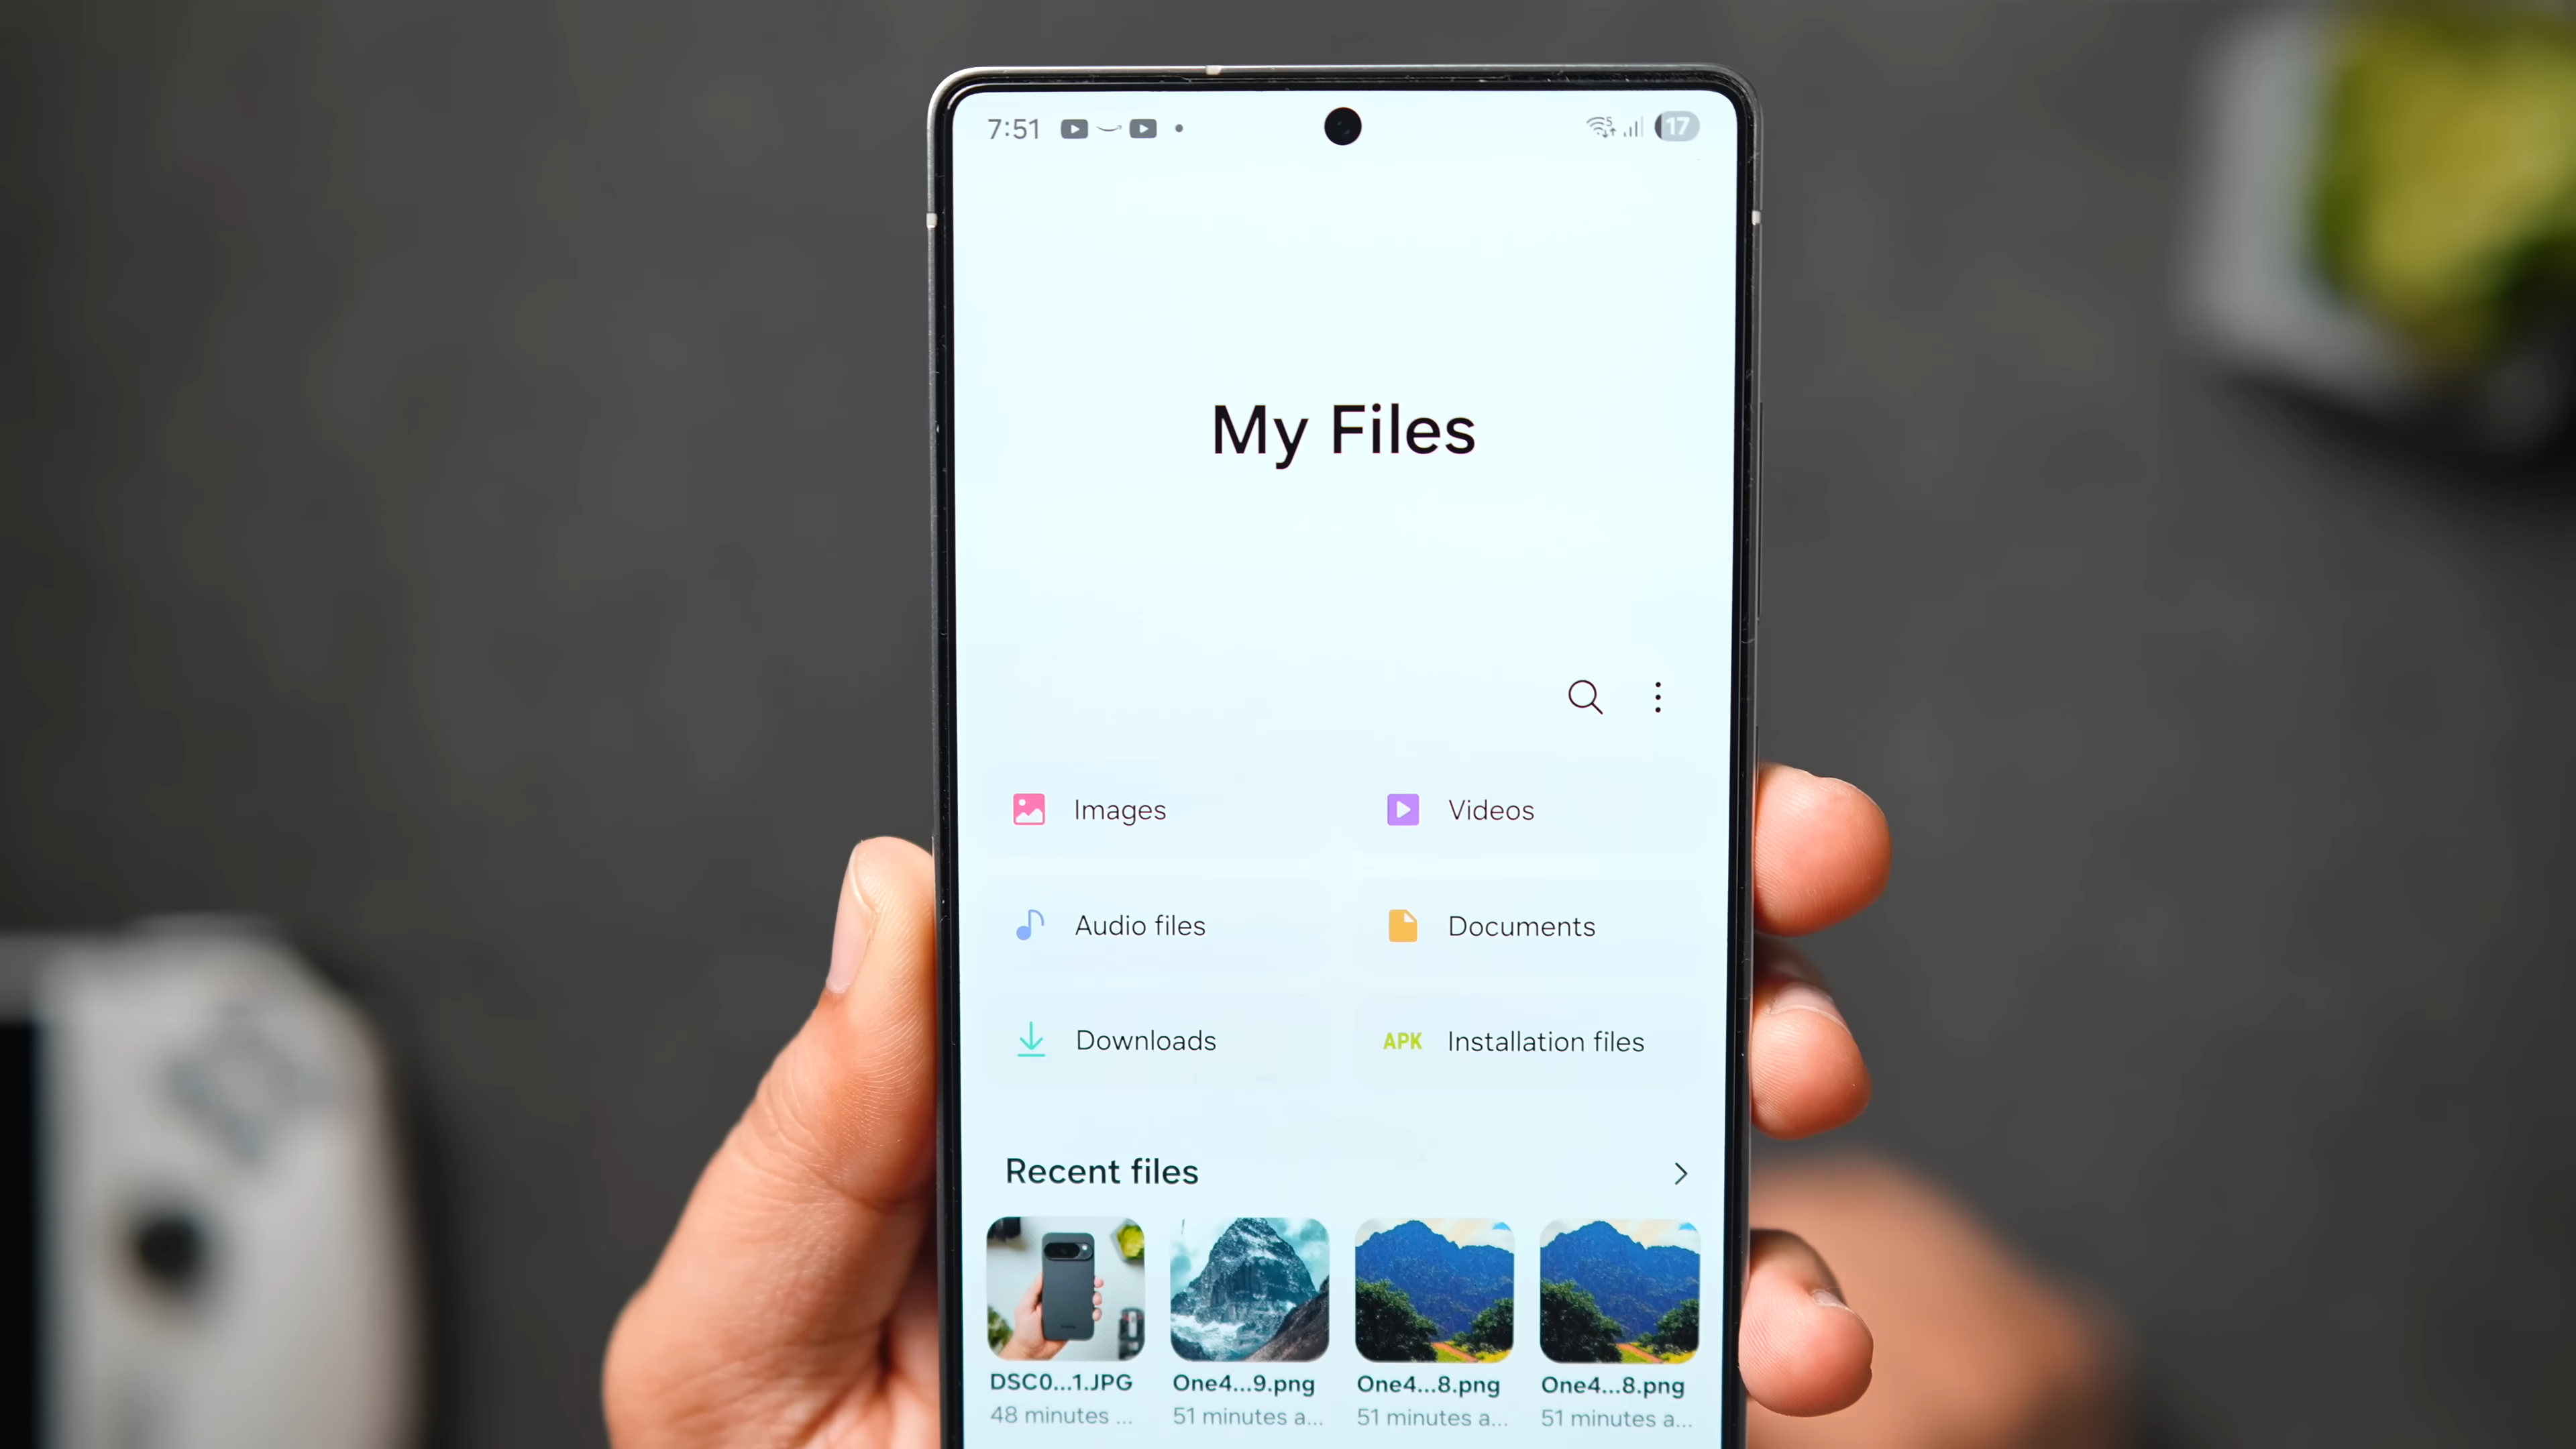 7:51
5
17
My Files
Images
Videos
Audio files
Documents
Downloads
APK Installation files
Recent files
DSC0...1.JPG
One4...9.png
One4...8.png
One4...8.png
48 minutes ...
51 minutes a...
51 minutes a...
51 minutes a...